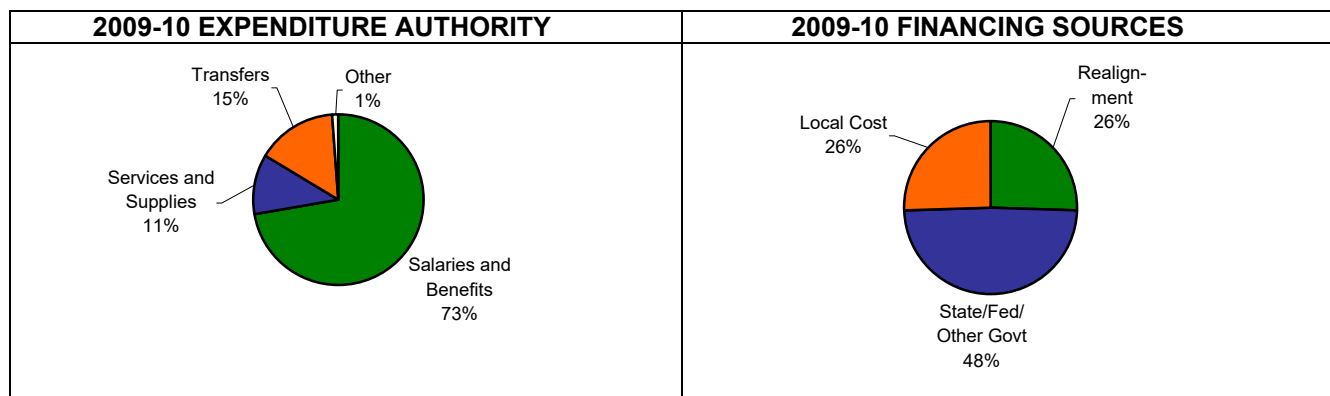 2009-10 EXPENDITURE AUTHORITY
Transfers
15%
Other
1%
Services and
Supplies
11%
Salaries and
Benefits
73%
2009-10 FINANCING SOURCES
Realign-
ment
26%
Local Cost
26%
State/Fed/
Other Govt
48%